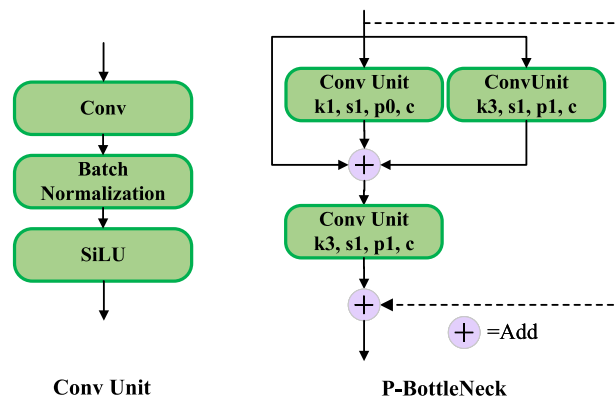 Conv
Batch
Normalization
SiLU
Conv Unit
Conv Unit
k1, s1, p0, c
ConvUnit
k3, s1, p1, c
+
Conv Unit
k3, s1, p1, c
+
+ =Add
P-BottleNeck